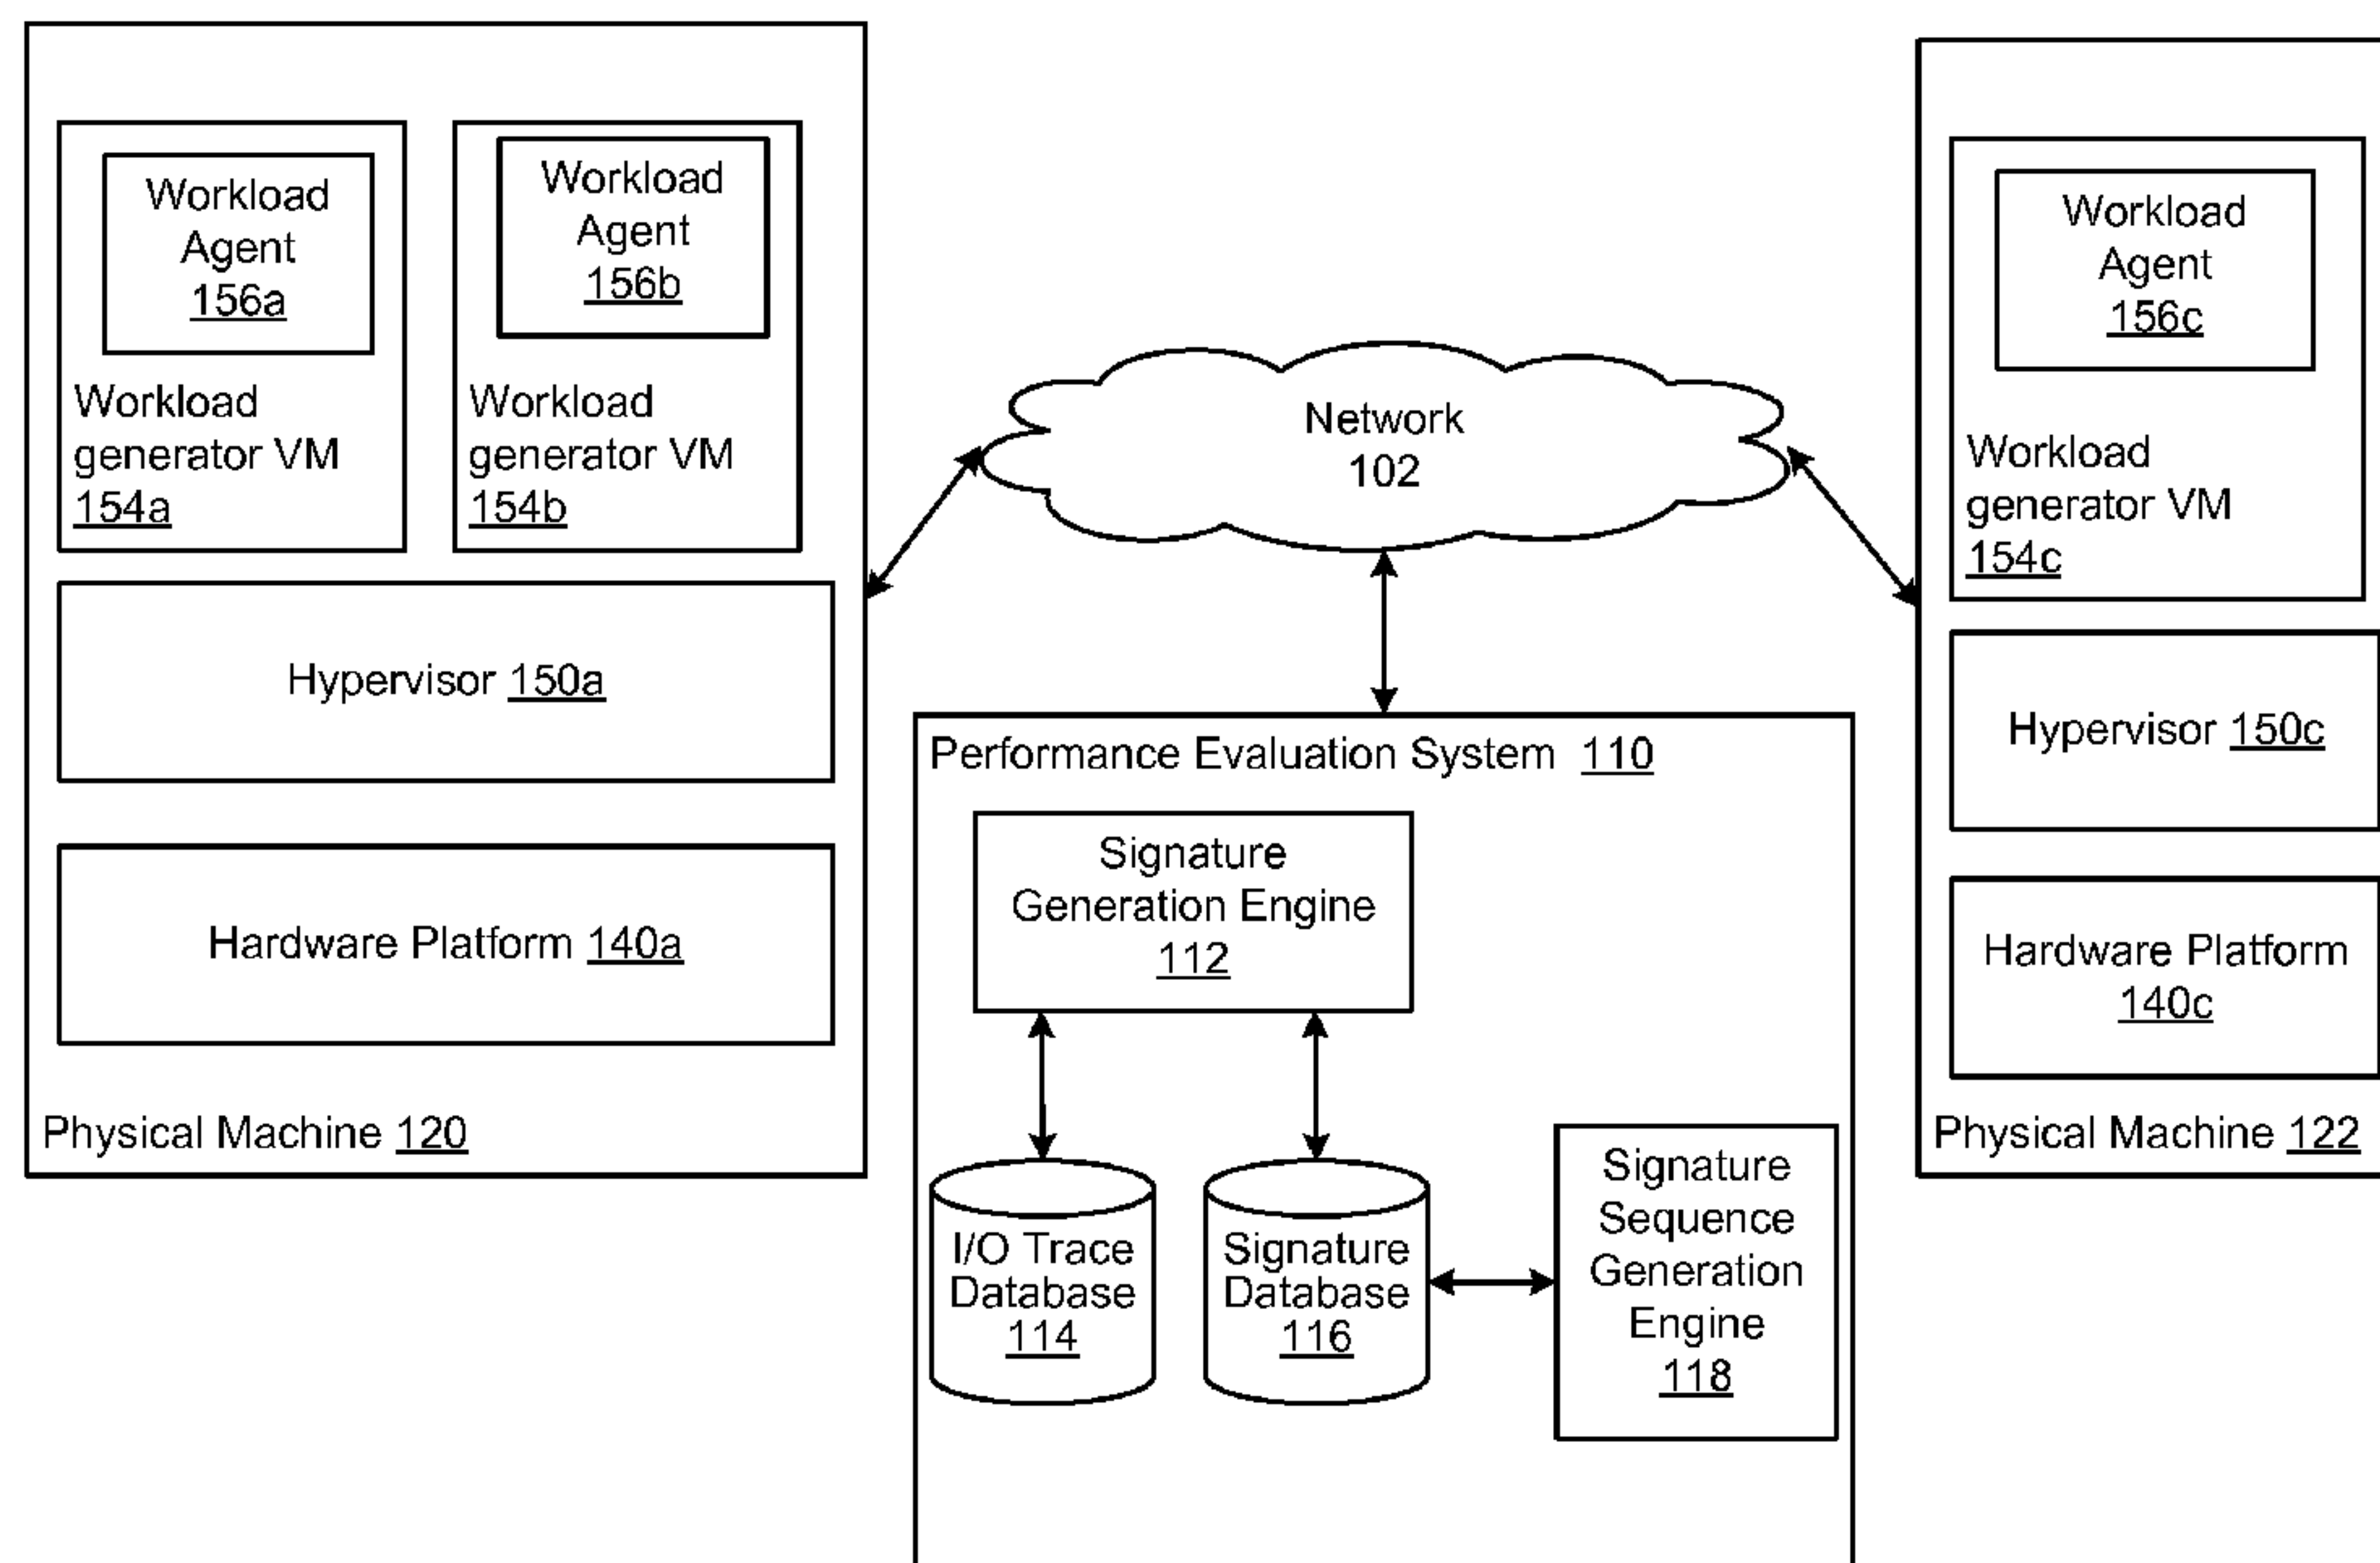 Workload
Agent
156a
Workload
generator VM
154a
Workload
Agent
156b
Workload
generator VM
154b
Hypervisor 150a
Hardware Platform 140a
Physical Machine 120
Network
102
Performance Evaluation System 110
Signature
Generation Engine
112
I/O Trace
Database
114
Signature
Database
116
Signature
Sequence
Generation
Engine
118
Workload
Agent
156c
Workload
generator VM
154c
Hypervisor 150c
Hardware Platform
140c
Physical Machine 122